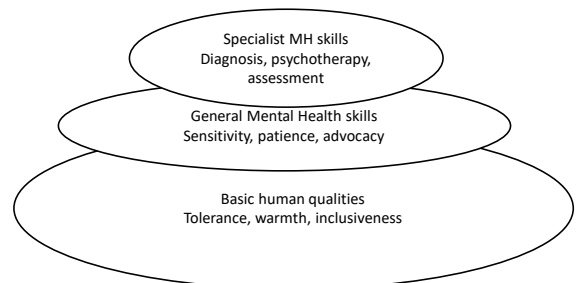 Specialist MH skills
Diagnosis, psychotherapy,
assessment
General Mental Health skills
Sensitivity, patience, advocacy
Basic human qualities
Tolerance, warmth, inclusiveness